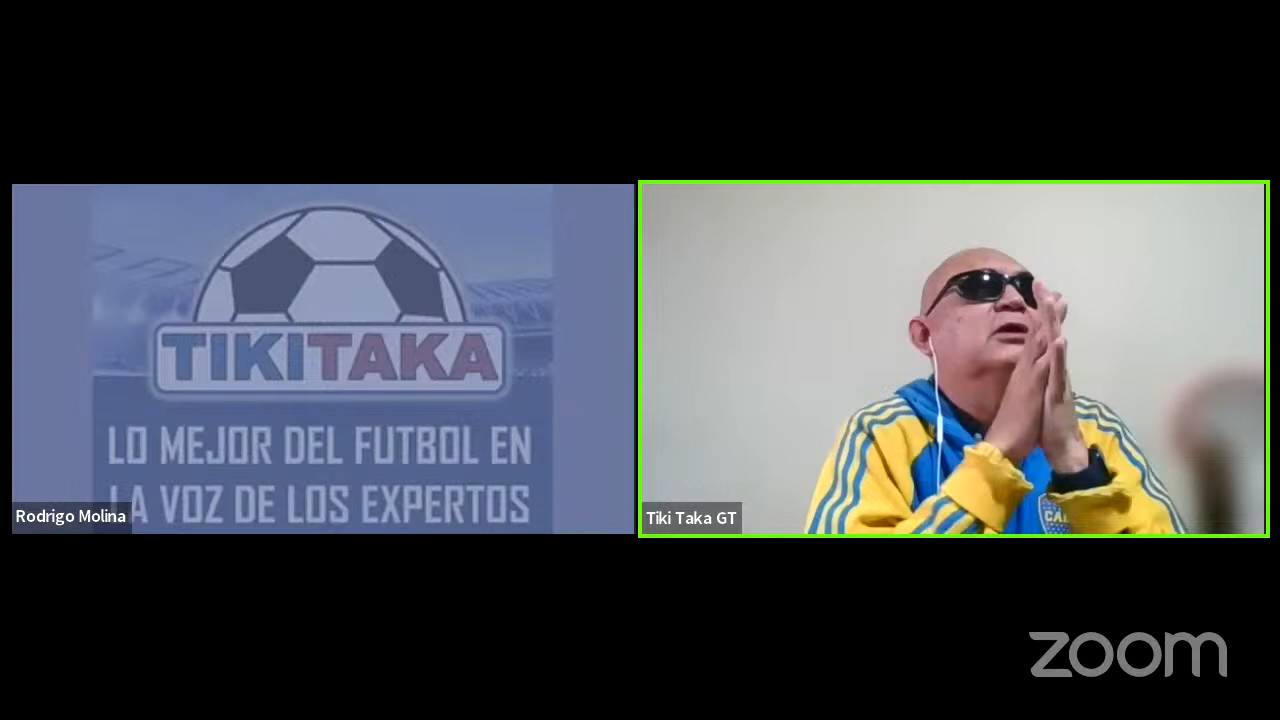 TIKITAKA
LO MEJOR DEL FUTBOL EN
LA VOZ DE LOS EXPERTOS
Rodrigo Molina
Tiki Taka GT
zoom